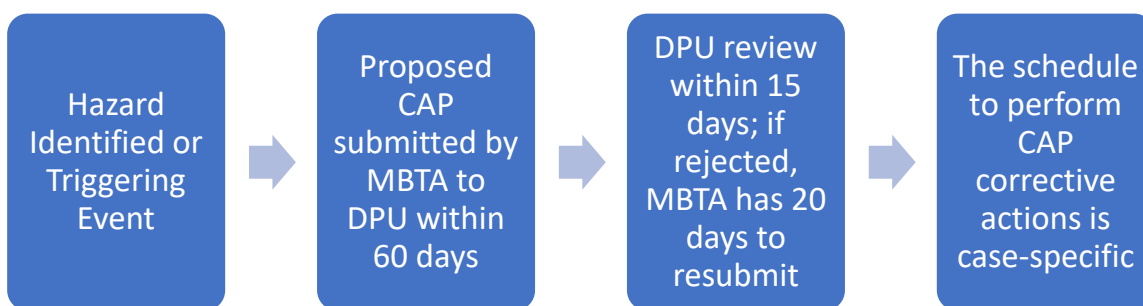 Hazard
Identified or
Triggering
Event
Proposed
CAP
submitted by
MBTA to
DPU within
60 days
DPU review
within 15
days; if
rejected,
MBTA has 20
days to
resubmit
The schedule
to perform
CAP
corrective
actions is
case-specific